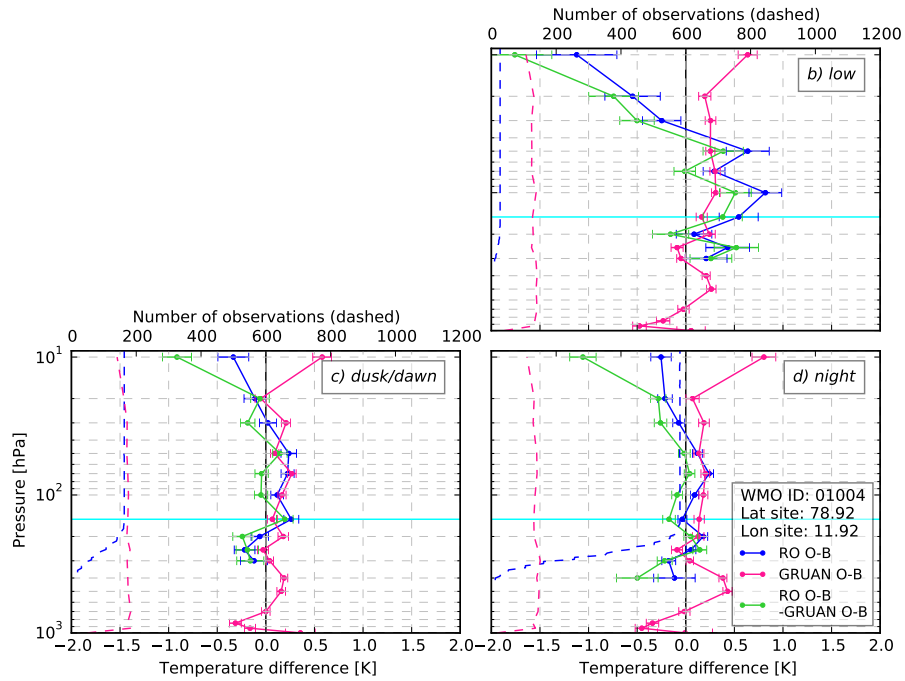 Number of observations (dashed)
0 200 400 600 800 1000 1200
b) low
Number of observations (dashed)
0 200 400 600 800 1000 1200
c) dusk/dawn
d) night
Pressure [hPa]
10¹
10²
10³
WMO ID: 01004
Lat site: 78.92
Lon site: 11.92
RO O-B
GRUAN O-B
RO O-B
-GRUAN O-B
−2.0 −1.5 −1.0 −0.5 0.0 0.5 1.0 1.5 2.0
−1.5 −1.0 −0.5 0.0 0.5 1.0 1.5 2.0
Temperature difference [K]
Temperature difference [K]